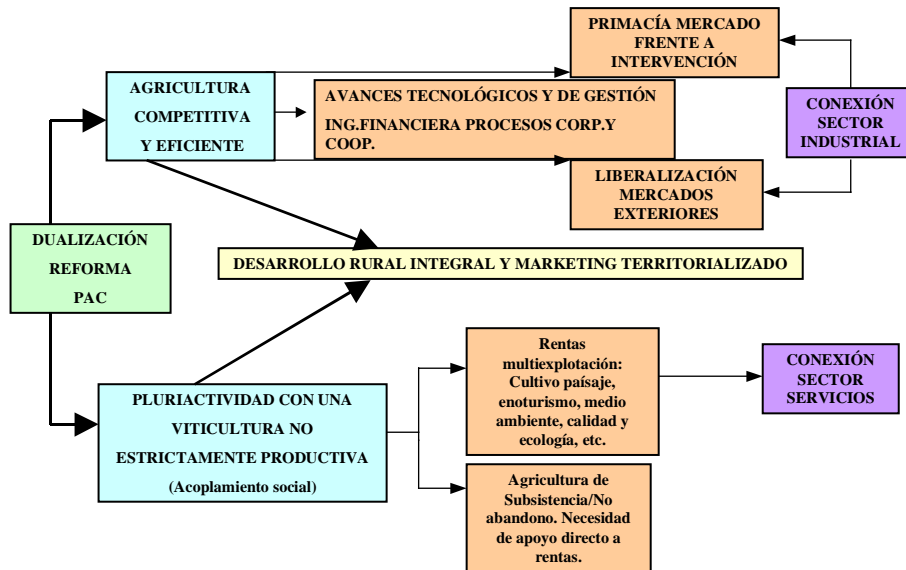 PRIMACÍA MERCADO
FRENTE A
INTERVENCIÓN
AGRICULTURA
COMPETITIVA
Y EFICIENTE
AVANCES TECNOLÓGICOS Y DE GESTIÓN
ING.FINANCIERA PROCESOS CORP.Y
COOP.
CONEXIÓN
SECTOR
INDUSTRIAL
LIBERALIZACIÓN
MERCADOS
EXTERIORES
DUALIZACIÓN
REFORMA
PAC
DESARROLLO RURAL INTEGRAL Y MARKETING TERRITORIALIZADO
Rentas
multiexplotación:
Cultivo países,
enoturismo, medio
ambiente, calidad y
ecología, etc.
CONEXIÓN
SECTOR
SERVICIOS
PLURIACTIVIDAD CON UNA
VITICULTURA NO
ESTRICTAMENTE PRODUCTIVA
(Acoplamiento social)
Agricultura de
Subsistencia/No
abandono. Necesidad
de apoyo directo a
rentas.